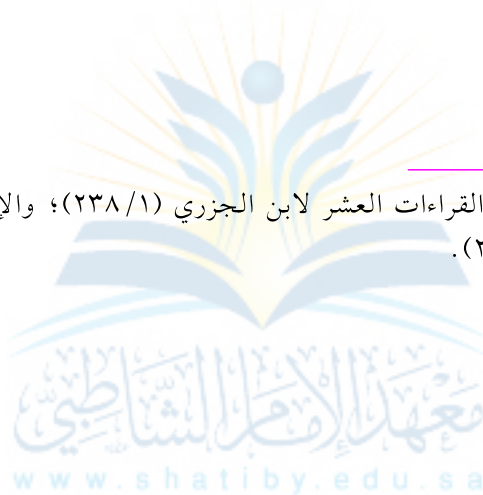 القراءات العشر لابن الجزري (٢٣٨/١)؛ والإ
٢).
معهد الإمام الشاطبي
www.shatiby.edu.sa